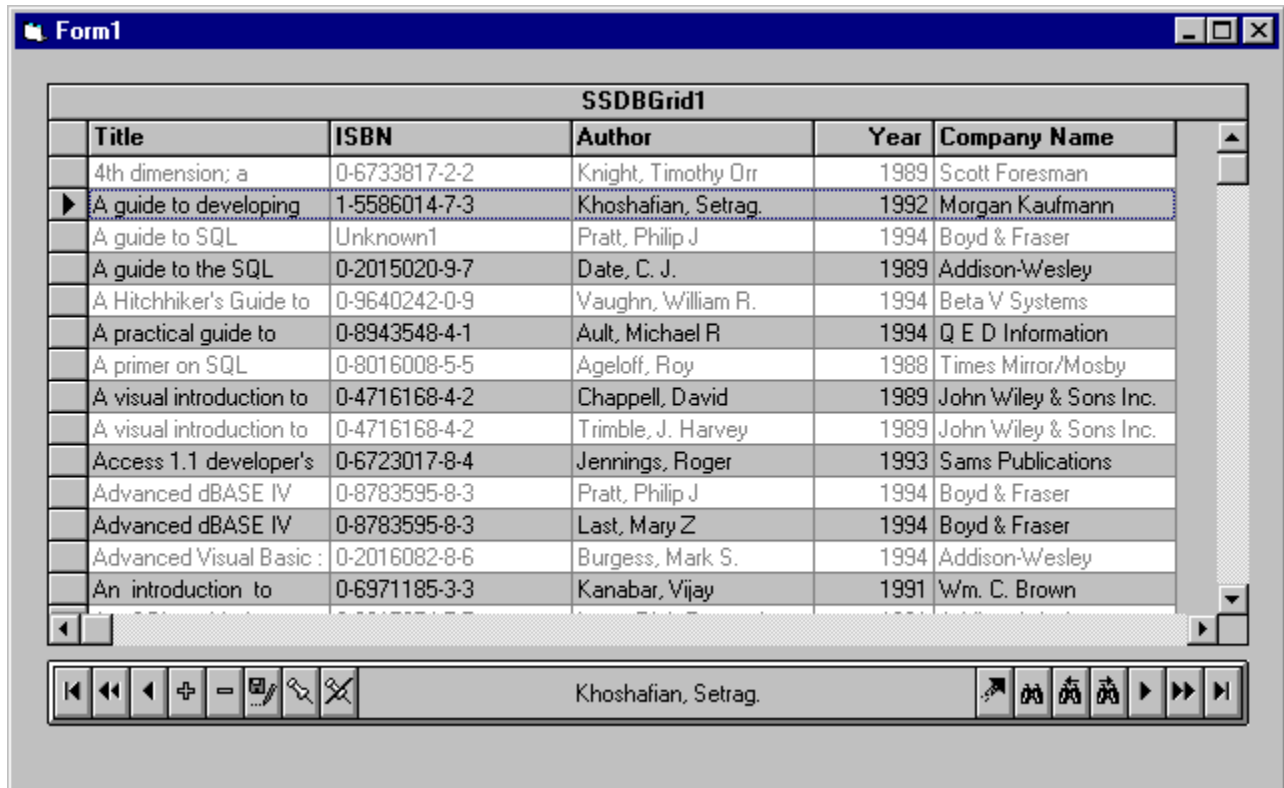 Form1
SSDBGrid1
Title ISBN Author Year Company Name
4th dimension; a 0-6733817-2-2 Knight, Timothy Orr 1989 Scott Foresman
A guide to developing 1-5586014-7-3 Khoshafian, Setrag. 1992 Morgan Kaufmann
A guide to SQL Unknown1 Pratt, Philip J 1994 Boyd & Fraser
A guide to the SQL 0-2015020-9-7 Date, C. J. 1989 Addison-Wesley
A Hitchhiker's Guide to 0-9640242-0-9 Vaughn, William R. 1994 Beta V Systems
A practical guide to 0-8943548-4-1 Ault, Michael R 1994 Q E D Information
A primer on SQL 0-8016008-5-5 Ageloff, Roy 1988 Times Mirror/Mosby
A visual introduction to 0-4716168-4-2 Chappell, David 1989 John Wiley & Sons Inc.
A visual introduction to 0-4716168-4-2 Trimble, J. Harvey 1989 John Wiley & Sons Inc.
Access 1.1 developer's 0-6723017-8-4 Jennings, Roger 1993 Sams Publications
Advanced dBASE IV 0-8783595-8-3 Pratt, Philip J 1994 Boyd & Fraser
Advanced dBASE IV 0-8783595-8-3 Last, Mary Z 1994 Boyd & Fraser
Advanced Visual Basic : 0-2016082-8-6 Burgess, Mark S. 1994 Addison-Wesley
An introduction to 0-6971185-3-3 Kanabar, Vijay 1991 Wm. C. Brown
Khoshafian, Setrag.